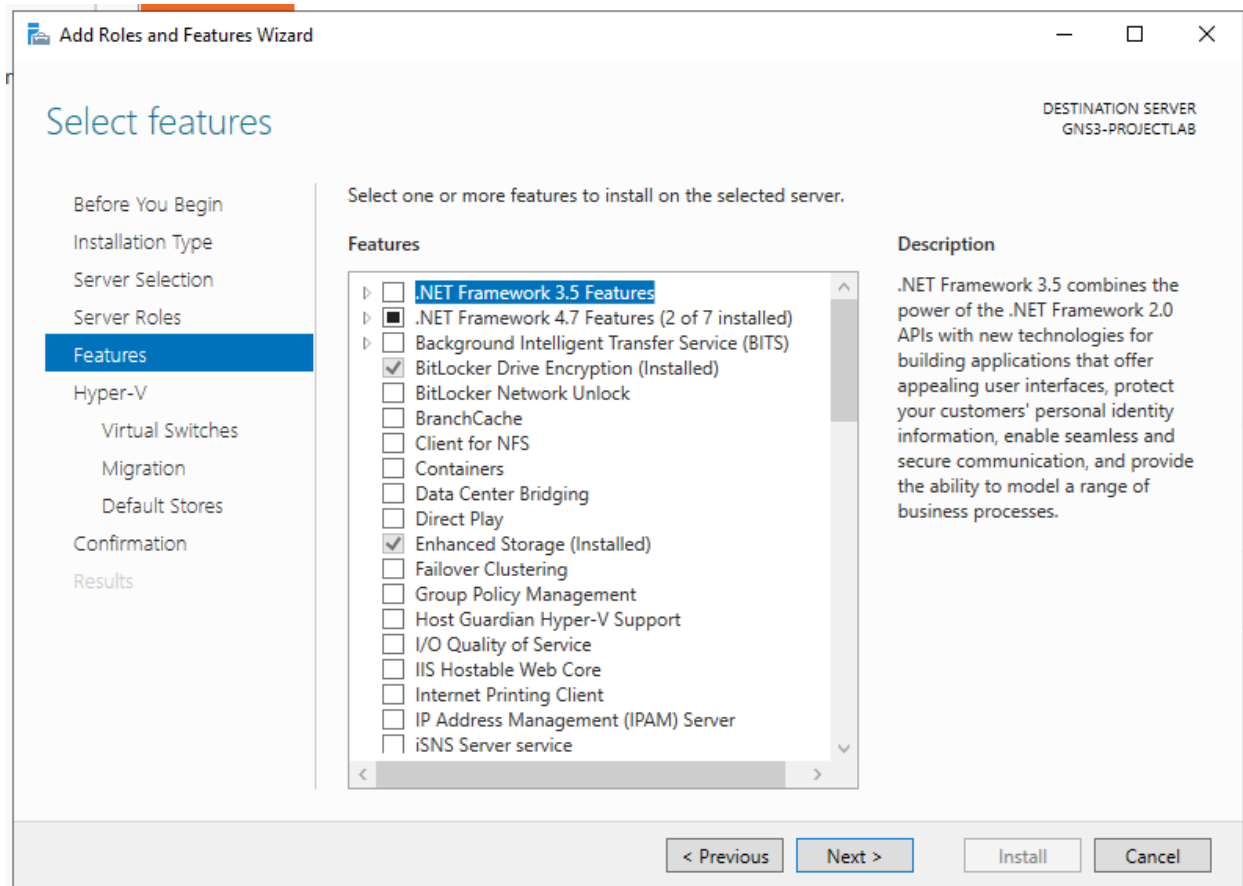 Add Roles and Features Wizard
Select features
DESTINATION SERVER
GNS3-PROJECTLAB
Before You Begin
Installation Type
Server Selection
Server Roles
Features
Hyper-V
Virtual Switches
Migration
Default Stores
Confirmation
Results
Select one or more features to install on the selected server.
Features
.NET Framework 3.5 Features
.NET Framework 4.7 Features (2 of 7 installed)
Background Intelligent Transfer Service (BITS)
BitLocker Drive Encryption (Installed)
BitLocker Network Unlock
BranchCache
Client for NFS
Containers
Data Center Bridging
Direct Play
Enhanced Storage (Installed)
Failover Clustering
Group Policy Management
Host Guardian Hyper-V Support
I/O Quality of Service
IIS Hostable Web Core
Internet Printing Client
IP Address Management (IPAM) Server
iSNS Server service
Description
.NET Framework 3.5 combines the
power of the .NET Framework 2.0
APIs with new technologies for
building applications that offer
appealing user interfaces, protect
your customers' personal identity
information, enable seamless and
secure communication, and provide
the ability to model a range of
business processes.
< Previous
Next >
Install
Cancel